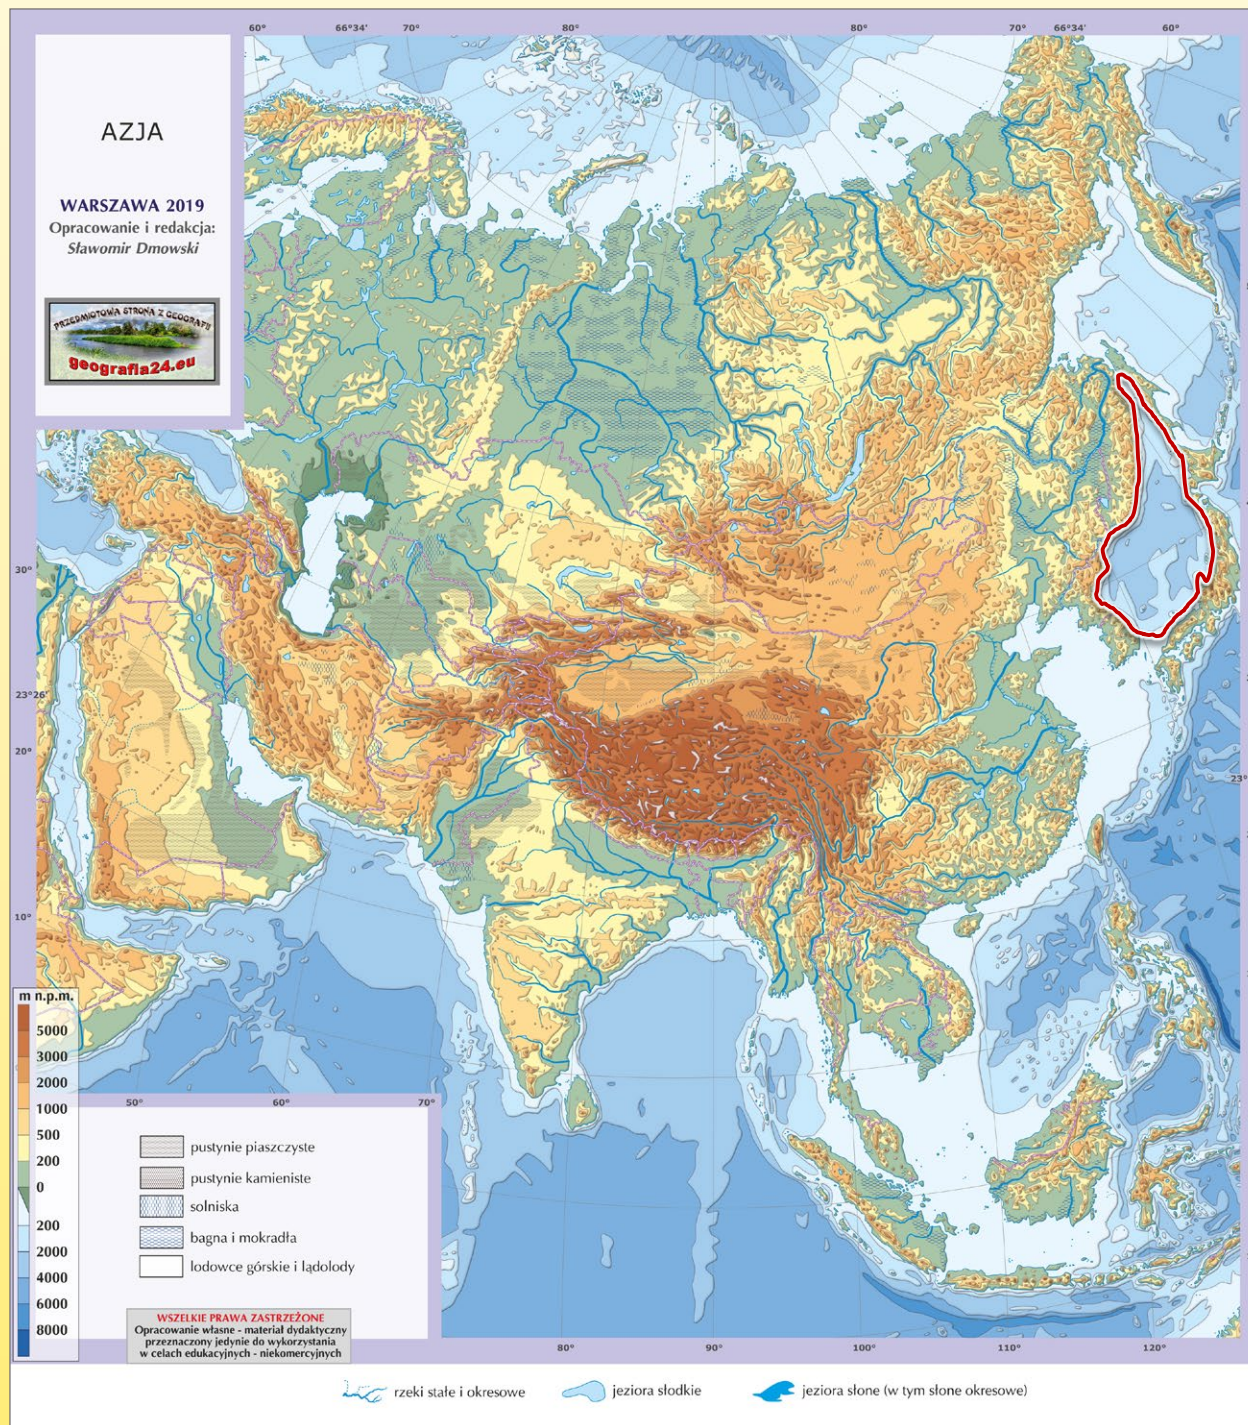 60° 66°34' 70° 80° 80° 70° 66°34' 60°
AZJA
WARSZAWA 2019
Opracowanie i redakcja:
Sławomir Dmowski
PRZEDMIOTOWA STRONA Z GEOGRAFII
geografia24.eu
30°
23°26'
20°
23°
10°
m n.p.m.
5000
3000
2000
1000
500
200
0
200
2000
4000
6000
8000
50° 60° 70°
pustynie piaszczyste
pustynie kamieniste
solniska
bagna i mokradła
lodowce górskie i lądolody
WSZELKIE PRAWA ZASTRZEŻONE
Opracowanie własne - materiał dydaktyczny
przeznaczony jedynie do wykorzystania
w celach edukacyjnych - niekomercyjnych
80° 90° 100° 110° 120°
rzeki stałe i okresowe jeziora słodkie jeziora słone (w tym słone okresowe)